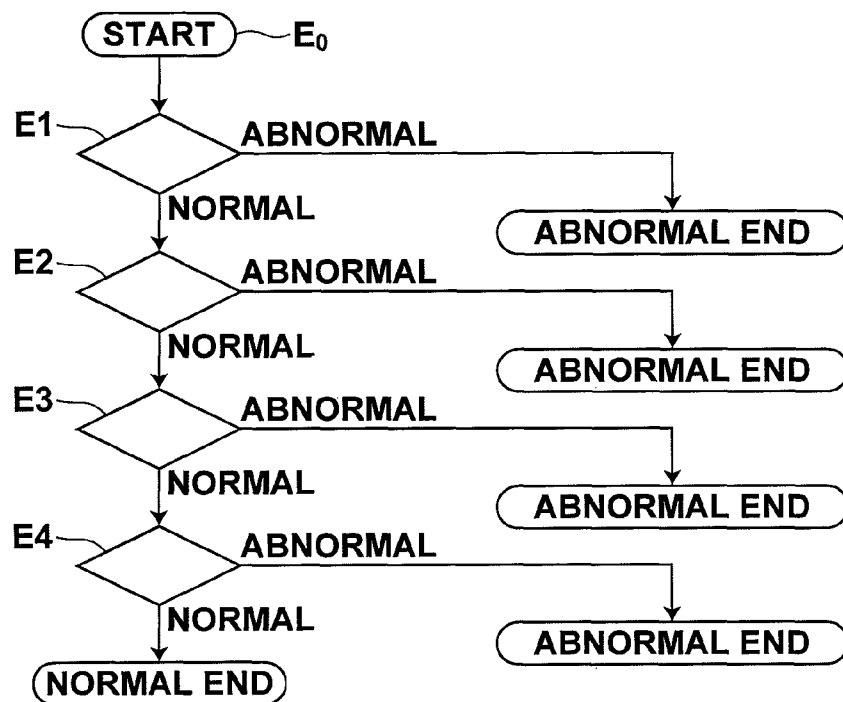 START E₀
E1 ABNORMAL
NORMAL
ABNORMAL END
E2 ABNORMAL
NORMAL
ABNORMAL END
E3 ABNORMAL
NORMAL
ABNORMAL END
E4 ABNORMAL
NORMAL
ABNORMAL END
NORMAL END